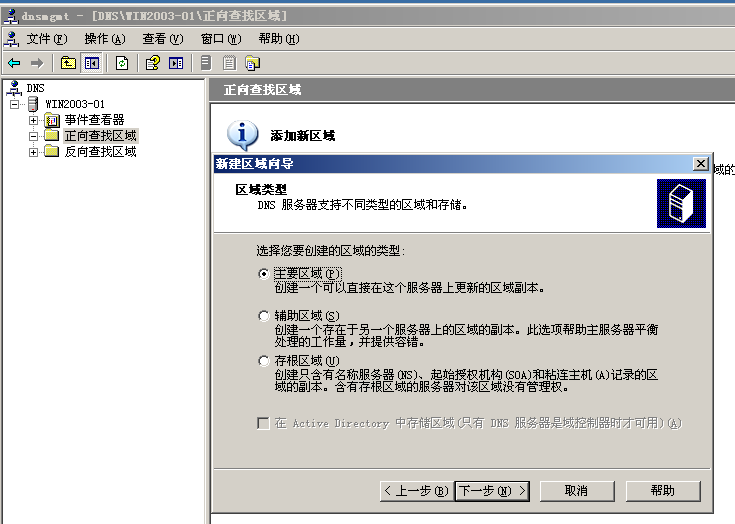 dnsmgmt - [DNS\WIN2003-01\正向查找区域]
文件(F) 操作(A) 查看(V) 窗口(W) 帮助(H)
DNS
WIN2003-01
事件查看器
正向查找区域
反向查找区域
正向查找区域
添加新区域
域的
新建区域向导
区域类型
DNS 服务器支持不同类型的区域和存储。
选择您要创建的区域的类型:
主要区域(P)
创建一个可以直接在这个服务器上更新的区域副本。
辅助区域(S)
创建一个存在于另一个服务器上的区域的副本。此选项帮助主服务器平衡
处理的工作量，并提供容错。
存根区域(U)
创建只含有名称服务器(NS)、起始授权机构(SOA)和粘连主机(A)记录的区
域的副本。含有存根区域的服务器对该区域没有管理权。
在 Active Directory 中存储区域(只有 DNS 服务器是域控制器时才可用)(A)
< 上一步(B) 下一步(N) > 取消 帮助